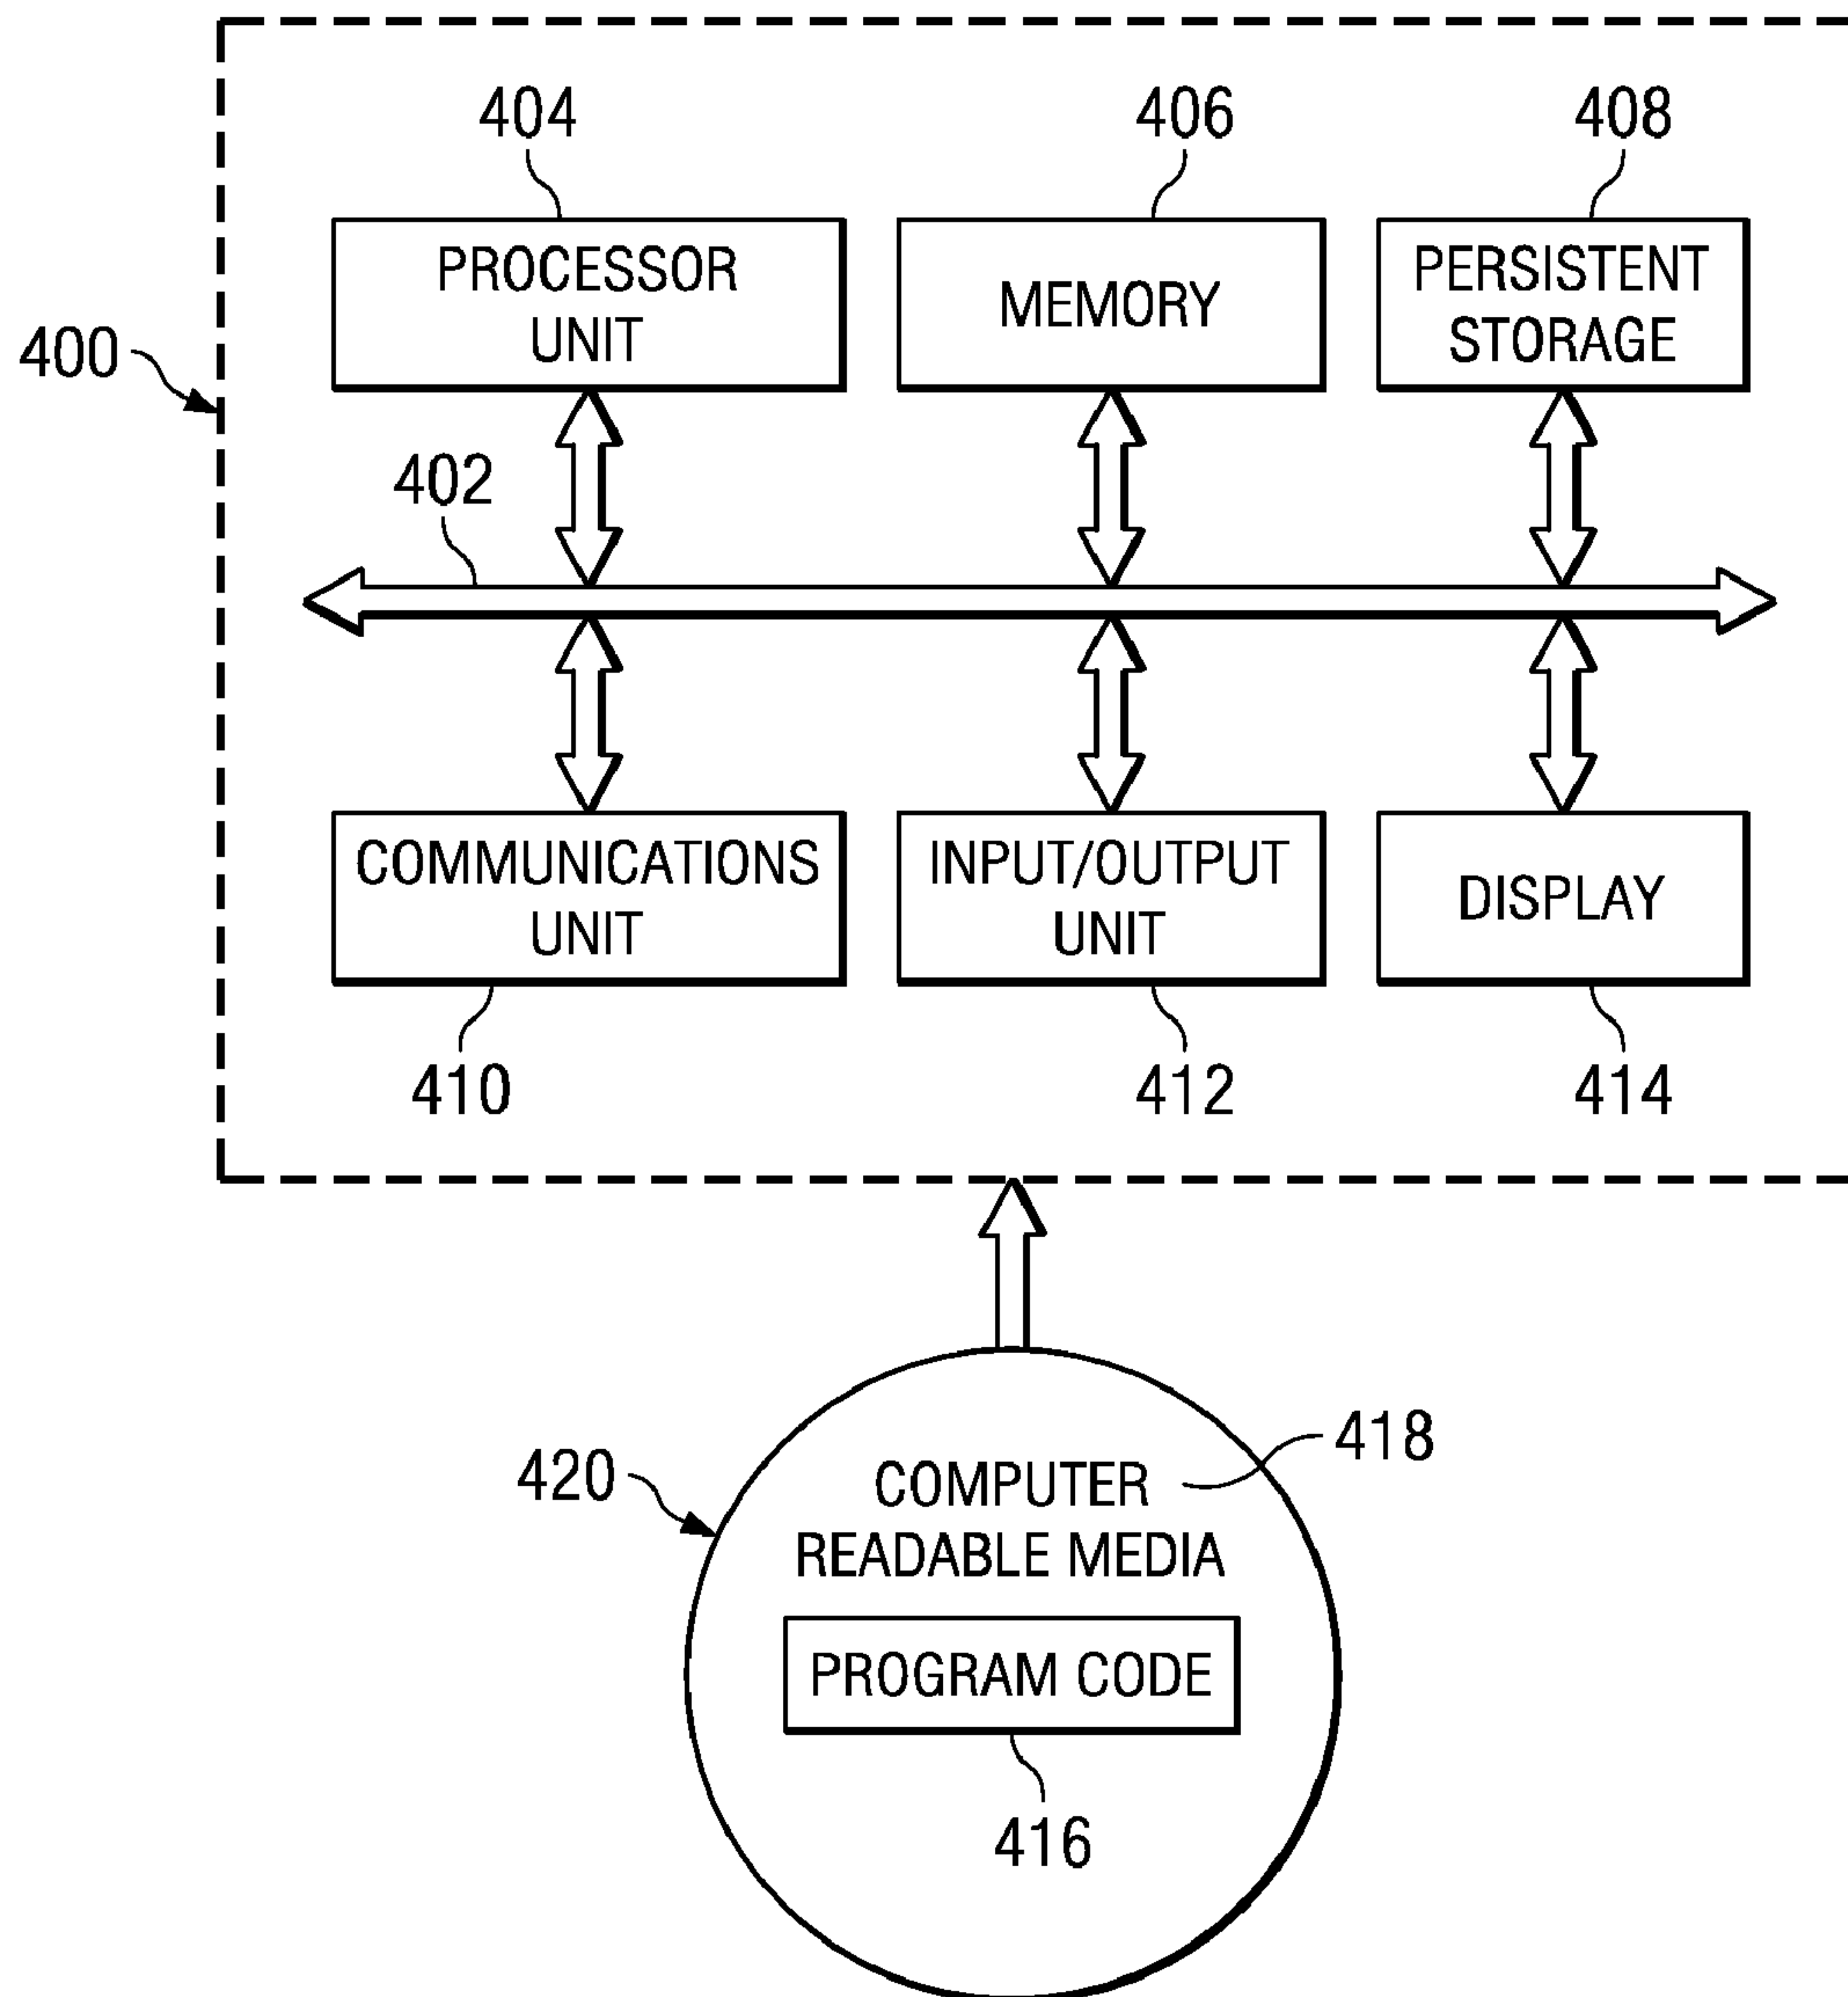 404
406
408
PROCESSOR
UNIT
MEMORY
PERSISTENT
STORAGE
400
402
COMMUNICATIONS
UNIT
INPUT/OUTPUT
UNIT
DISPLAY
410
412
414
418
420
COMPUTER
READABLE MEDIA
PROGRAM CODE
416